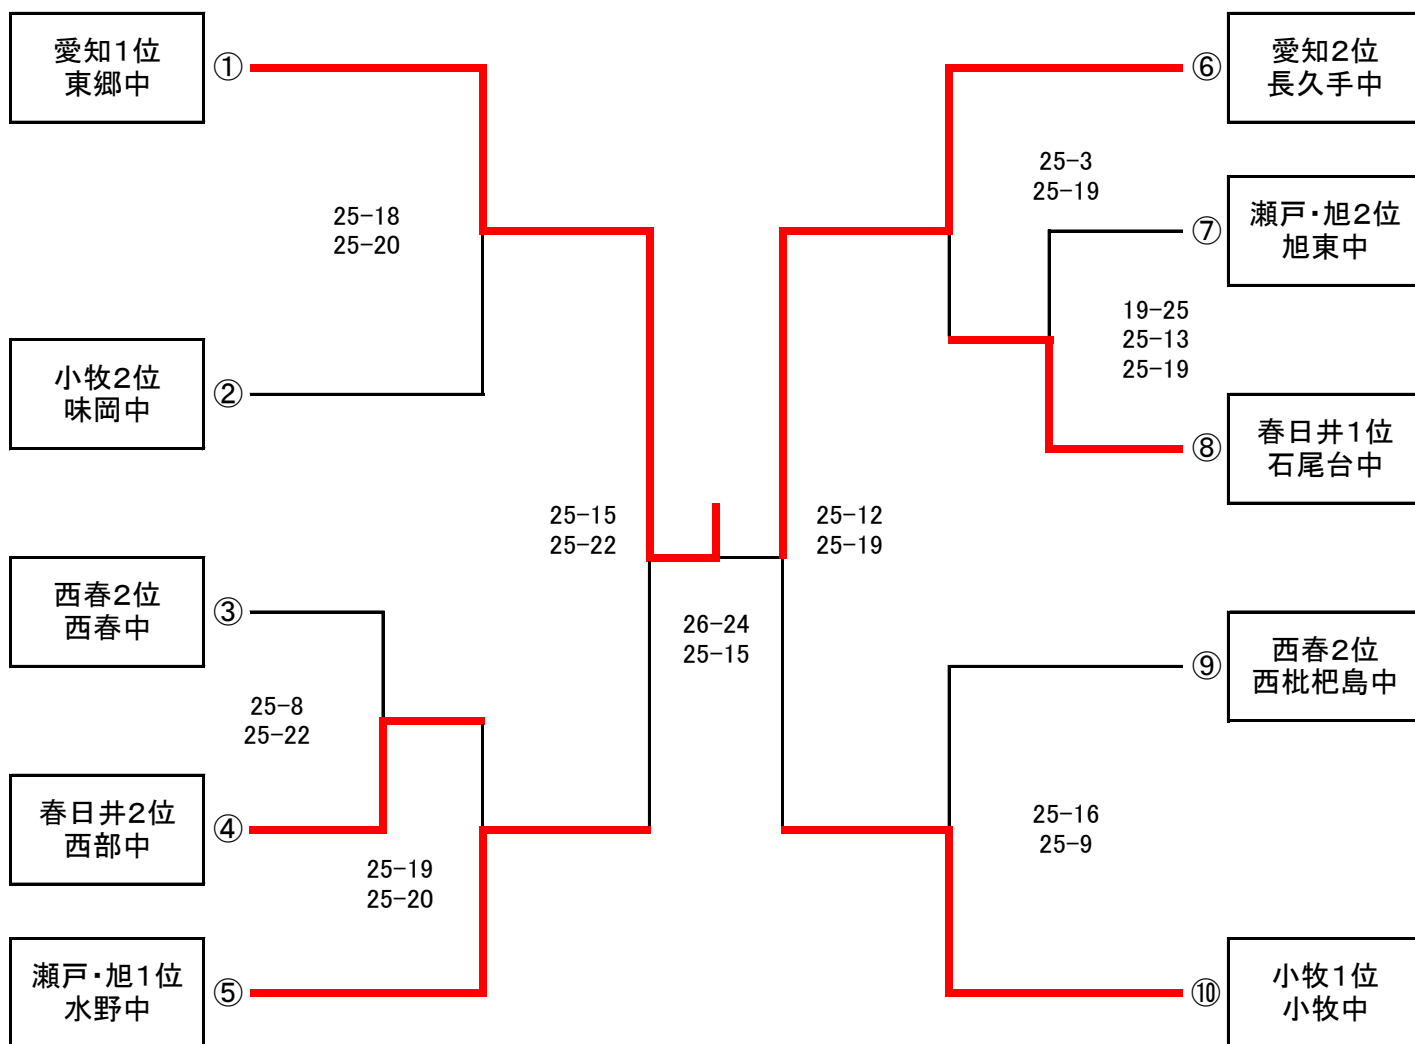 愛知1位
東郷中
①
25-18
25-20
小牧2位
味岡中
②
西春2位
西春中
③
25-8
25-22
春日井2位
西部中
④
25-19
25-20
瀬戸・旭1位
水野中
⑤
25-15
25-22
26-24
25-15
25-12
25-19
⑥
愛知2位
長久手中
25-3
25-19
⑦
瀬戸・旭2位
旭東中
19-25
25-13
25-19
⑧
春日井1位
石尾台中
⑨
西春2位
西枇杷島中
25-16
25-9
⑩
小牧1位
小牧中